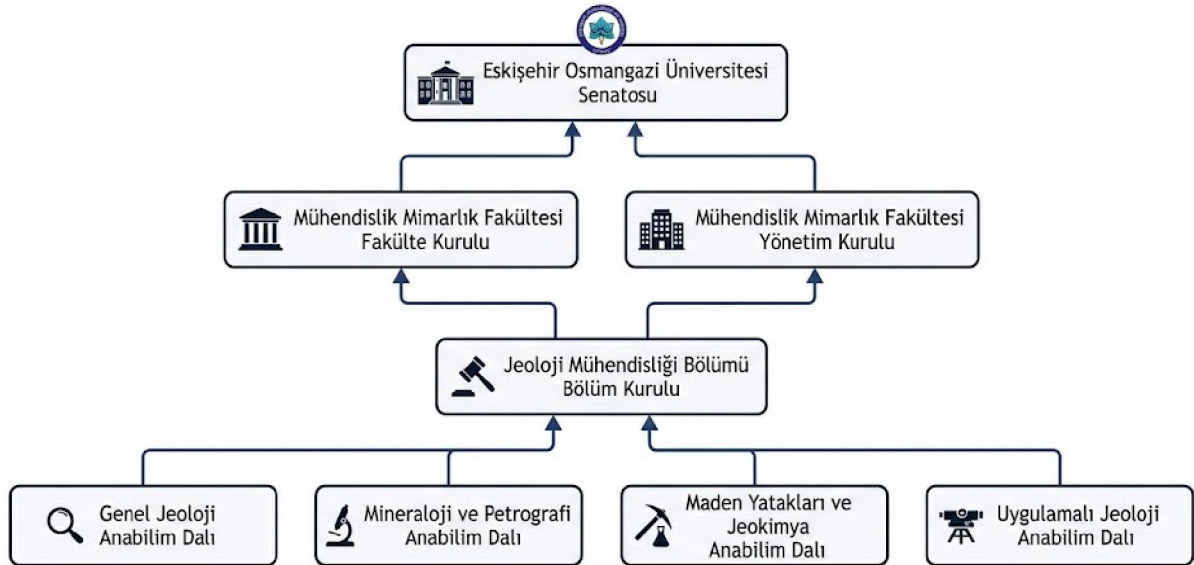 Eskişehir Osmangazi Üniversitesi
Senatosu
Mühendislik Mimarlık Fakültesi
Fakülte Kurulu
Mühendislik Mimarlık Fakültesi
Yönetim Kurulu
Jeoloji Mühendisliği Bölümü
Bölüm Kurulu
Genel Jeoloji
Anabilim Dalı
Mineraloji ve Petrografi
Anabilim Dalı
Maden Yatakları ve
Jeokimya
Anabilim Dalı
Uygulamalı Jeoloji
Anabilim Dalı